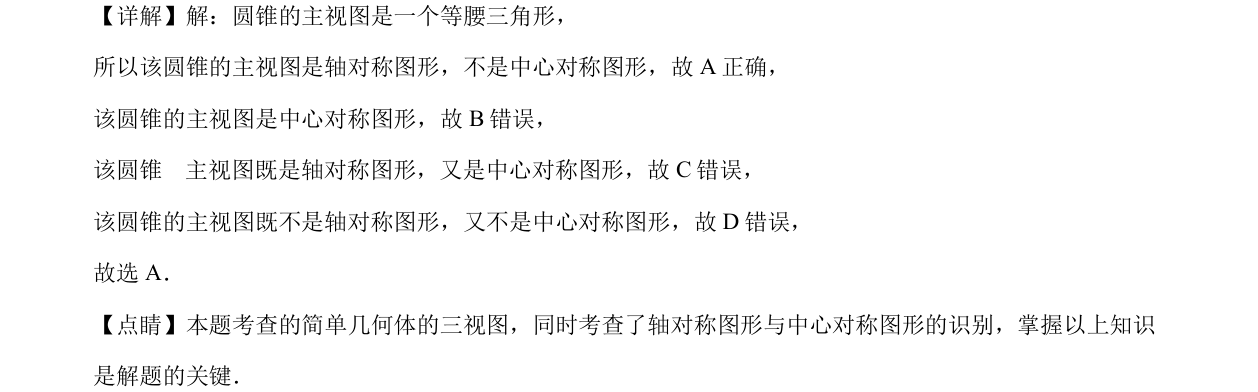 【详解】解：圆锥的主视图是一个等腰三角形，
所以该圆锥的主视图是轴对称图形，不是中心对称图形，故 A 正确，
该圆锥的主视图是中心对称图形，故 B 错误，
该圆锥　主视图既是轴对称图形，又是中心对称图形，故 C 错误，
该圆锥的主视图既不是轴对称图形，又不是中心对称图形，故 D 错误，
故选 A．
【点睛】本题考查的简单几何体的三视图，同时考查了轴对称图形与中心对称图形的识别，掌握以上知识
是解题的关键．